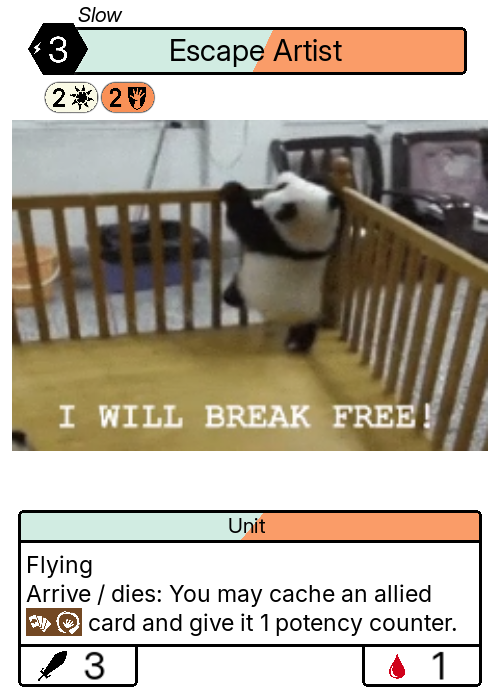 Slow
3
Escape Artist
2 2
I WILL BREAK FREE!
Unit
Flying
Arrive / dies: You may cache an allied
card and give it 1 potency counter.
3
1